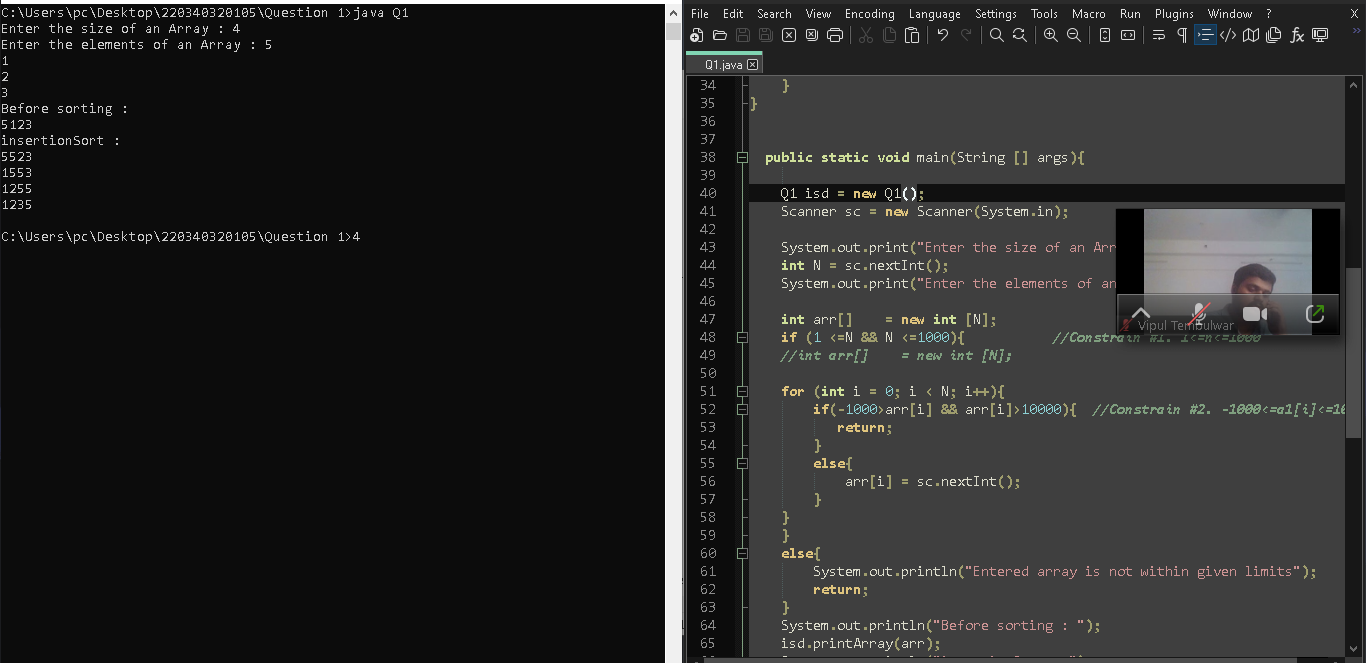 C:\Users\pc\Desktop\220340320105\Question 1>java Q1
Enter the size of an Array : 4
Enter the elements of an Array : 5
1
2
3
Before sorting :
5123
insertionSort :
5523
1553
1255
1235
C:\Users\pc\Desktop\220340320105\Question 1>4
File Edit Search View Encoding Language Settings Tools Macro Run Plugins Window ? X
Q1.java
34 }
35 }
36
37
38 public static void main(String [] args){
39
40 Q1 isd = new Q1();
41 Scanner sc = new Scanner(System.in);
42
43 System.out.print("Enter the size of an Arr
44 int N = sc.nextInt();
45 System.out.print("Enter the elements of an
46
47 int arr[] = new int [N];
48 if (1 <=N && N <=1000){ //Constrain #1. 1<=n<=1000
49 //int arr[] = new int [N];
50
51 for (int i = 0; i < N; i++){
52 if(-1000>arr[i] && arr[i]>10000){ //Constrain #2. -1000<=a1[i]<=10
53 return;
54 }
55 else{
56 arr[i] = sc.nextInt();
57 }
58 }
59 }
60 else{
61 System.out.println("Entered array is not within given limits");
62 return;
63 }
64 System.out.println("Before sorting : ");
65 isd.printArray(arr);
Vipul Tembulwar